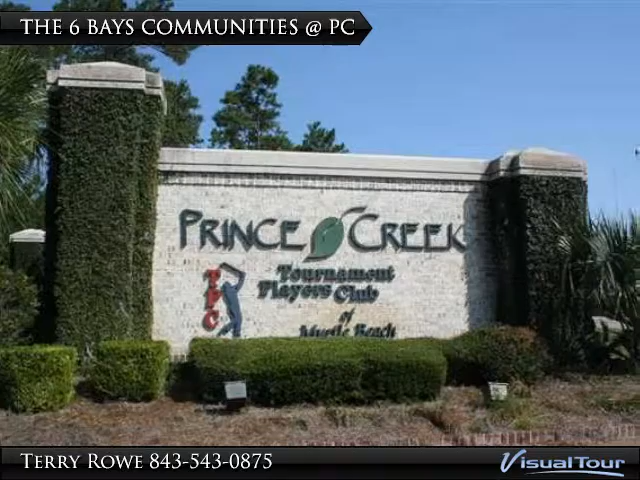 THE 6 BAYS COMMUNITIES @ PC
PRINCE CREEK
TPC
Tournament
Players Club
of
Myrtle Beach
TERRY ROWE 843-543-0875
VISUALTOUR